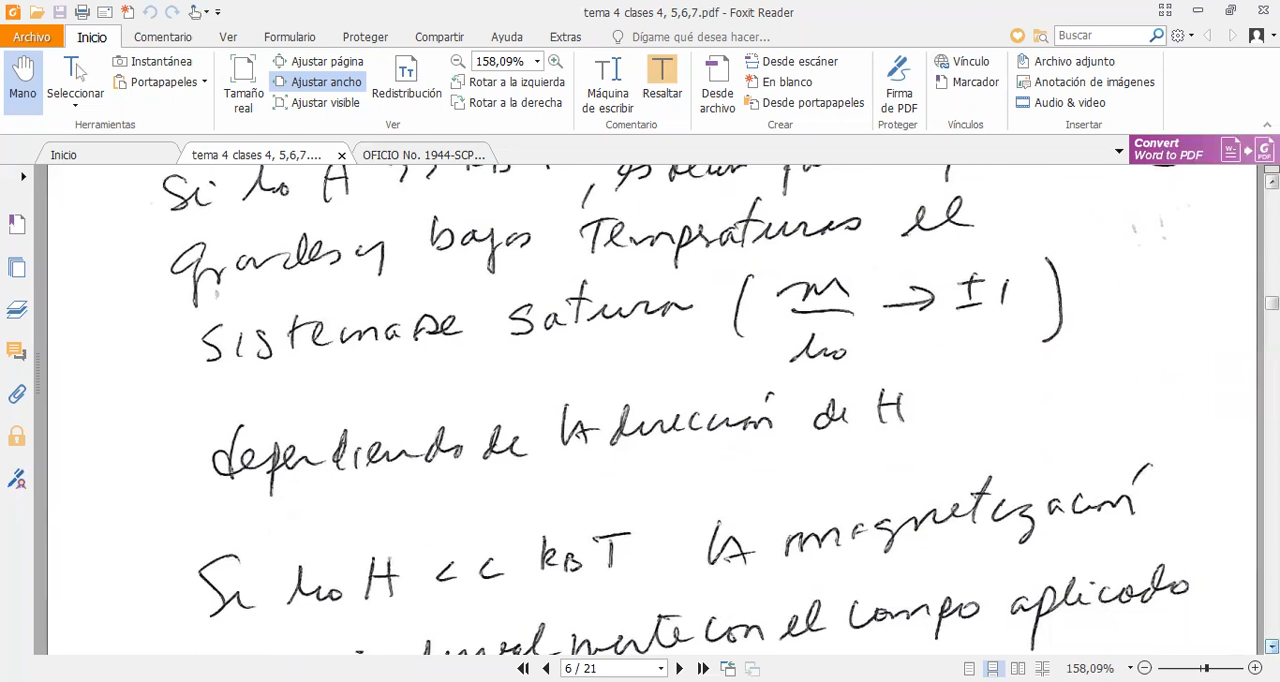 tema 4 clases 4, 5,6,7.pdf - Foxit Reader
Archivo Inicio Comentario Ver Formulario Proteger Compartir Ayuda Extras Dígame qué desea hacer... Buscar
Mano
Seleccionar
Instantánea
Portapapeles
Herramientas
Tamaño real
Ajustar página
Ajustar ancho
Ajustar visible
Redistribución
158,09%
Rotar a la izquierda
Rotar a la derecha
Ver
Máquina de escribir
Resaltar
Comentario
Desde archivo
Desde escáner
En blanco
Desde portapapeles
Crear
Firma de PDF
Proteger
Vínculo
Marcador
Vínculos
Archivo adjunto
Anotación de imágenes
Audio & video
Insertar
Inicio tema 4 clases 4, 5,6,7.... OFICIO No. 1944-SCP...
Convert
Word to PDF
Si μ0 H
grandes y bajas Temperaturas el
sistema se satura ( m/μ0 → ±1 )
dependiendo de la dirección de H
Si μ0 H << kBT la magnetización
mente con el campo aplicado
6 / 21
158,09%